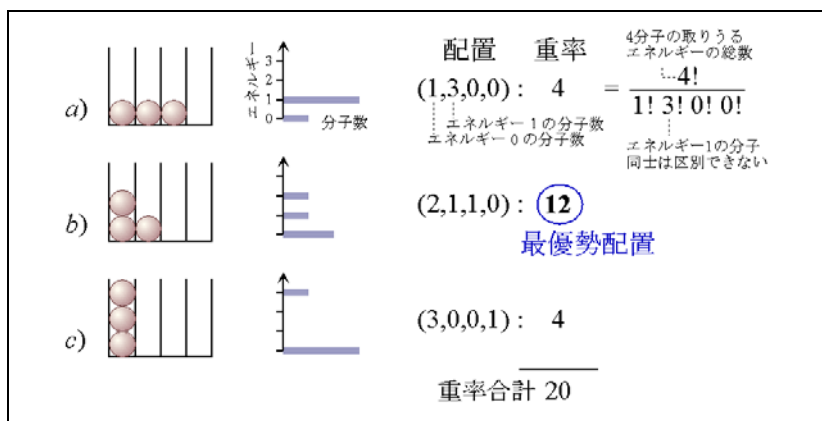 a)
エネルギー
3
2
1
0
分子数
配置 重率
(1,3,0,0) : 4 = 4! / 1! 3! 0! 0!
4分子の取りうる
エネルギーの総数
エネルギー1の分子数
エネルギー0の分子数
エネルギー1の分子
同士は区別できない
b)
(2,1,1,0) : 12
最優勢配置
c)
(3,0,0,1) : 4
重率合計 20